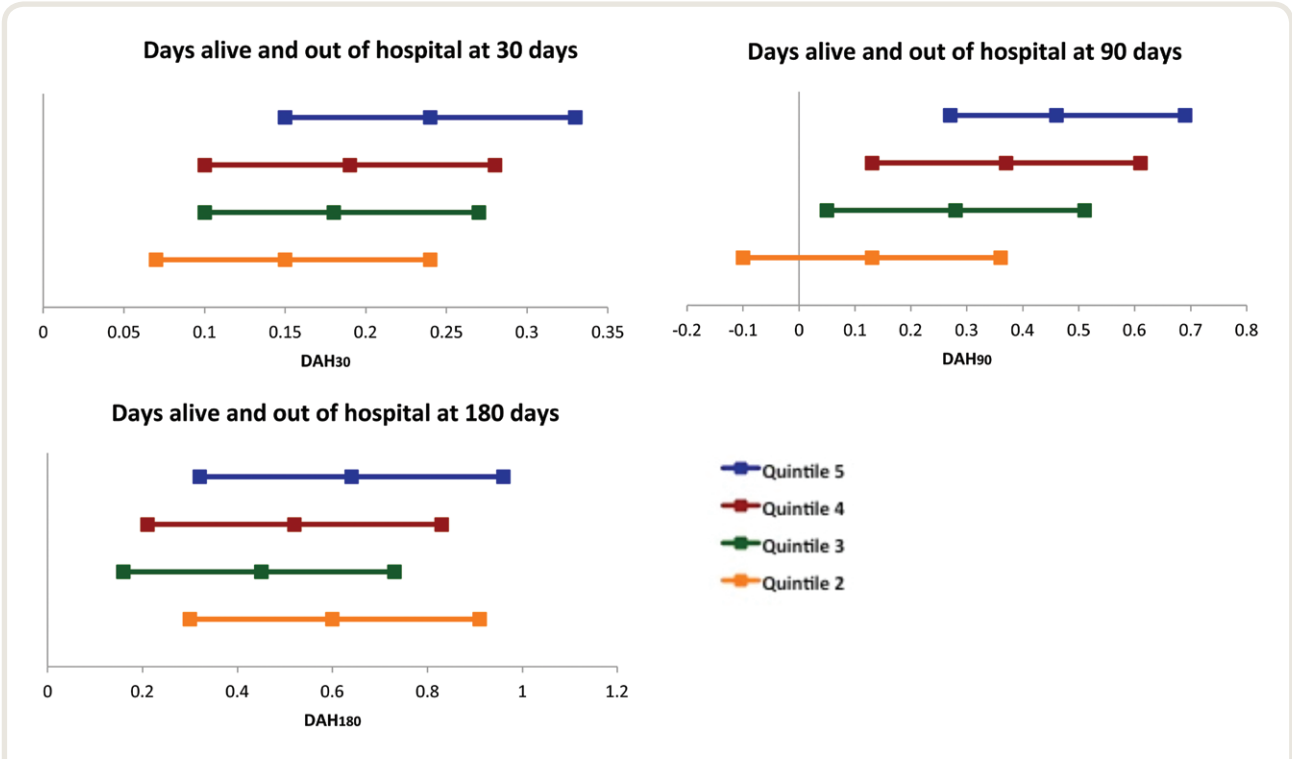 Days alive and out of hospital at 30 days
0 0.05 0.1 0.15 0.2 0.25 0.3 0.35
DAH30
Days alive and out of hospital at 90 days
-0.2 -0.1 0 0.1 0.2 0.3 0.4 0.5 0.6 0.7 0.8
DAH90
Days alive and out of hospital at 180 days
0 0.2 0.4 0.6 0.8 1 1.2
DAH180
Quintile 5
Quintile 4
Quintile 3
Quintile 2